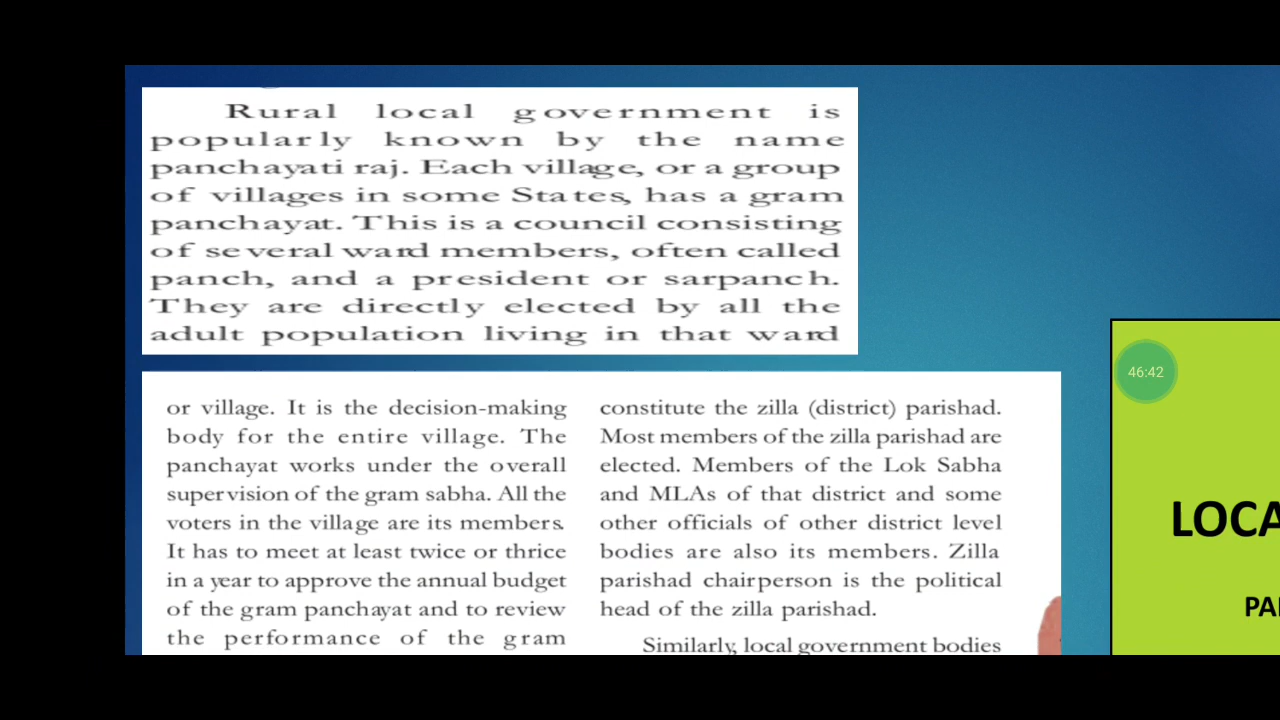 Rural local government is
popularly known by the name
panchayati raj. Each village, or a group
of villages in some States, has a gram
panchayat. This is a council consisting
of several ward members, often called
panch, and a president or sarpanch.
They are directly elected by all the
adult population living in that ward
or village. It is the decision-making
body for the entire village. The
panchayat works under the overall
supervision of the gram sabha. All the
voters in the village are its members.
It has to meet at least twice or thrice
in a year to approve the annual budget
of the gram panchayat and to review
the performance of the gram
constitute the zilla (district) parishad.
Most members of the zilla parishad are
elected. Members of the Lok Sabha
and MLAs of that district and some
other officials of other district level
bodies are also its members. Zilla
parishad chairperson is the political
head of the zilla parishad.
Similarly, local government bodies
46:42
LOCA
PA